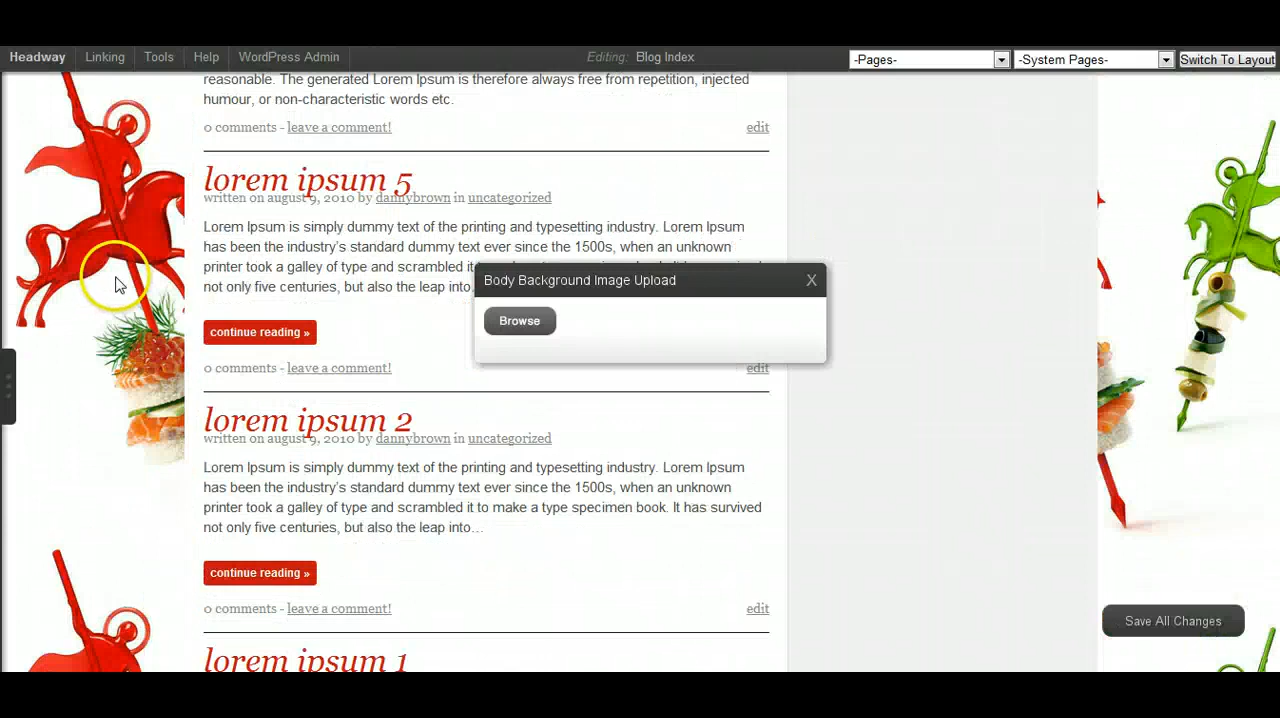 Headway Linking Tools Help WordPress Admin Editing: Blog Index -Pages- -System Pages- Switch To Layout
reasonable. The generated Lorem Ipsum is therefore always free from repetition, injected
humour, or non-characteristic words etc.
0 comments - leave a comment! edit
lorem ipsum 5
written on august 9, 2010 by dannybrown in uncategorized
Lorem Ipsum is simply dummy text of the printing and typesetting industry. Lorem Ipsum
has been the industry's standard dummy text ever since the 1500s, when an unknown
printer took a galley of type and scrambled it
not only five centuries, but also the leap into...
Body Background Image Upload X
Browse
continue reading »
0 comments - leave a comment! edit
lorem ipsum 2
written on august 9, 2010 by dannybrown in uncategorized
Lorem Ipsum is simply dummy text of the printing and typesetting industry. Lorem Ipsum
has been the industry's standard dummy text ever since the 1500s, when an unknown
printer took a galley of type and scrambled it to make a type specimen book. It has survived
not only five centuries, but also the leap into...
continue reading »
0 comments - leave a comment! edit
Save All Changes
lorem ipsum 1